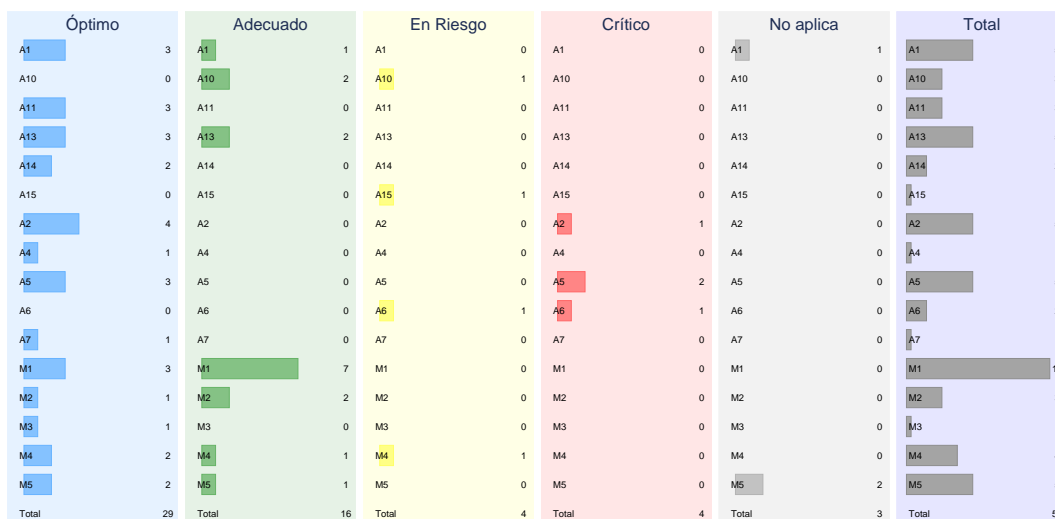 Óptimo
A1 3
A10 0
A11 3
A13 3
A14 2
A15 0
A2 4
A4 1
A5 3
A6 0
A7 1
M1 3
M2 1
M3 1
M4 2
M5 2
Total 29
Adecuado
A1 1
A10 2
A11 0
A13 2
A14 0
A15 0
A2 0
A4 0
A5 0
A6 0
A7 0
M1 7
M2 2
M3 0
M4 1
M5 1
Total 16
En Riesgo
A1 0
A10 1
A11 0
A13 0
A14 0
A15 1
A2 0
A4 0
A5 0
A6 1
A7 0
M1 0
M2 0
M3 0
M4 1
M5 0
Total 4
Crítico
A1 0
A10 0
A11 0
A13 0
A14 0
A15 0
A2 1
A4 0
A5 2
A6 1
A7 0
M1 0
M2 0
M3 0
M4 0
M5 0
Total 4
No aplica
A1 1
A10 0
A11 0
A13 0
A14 0
A15 0
A2 0
A4 0
A5 0
A6 0
A7 0
M1 0
M2 0
M3 0
M4 0
M5 2
Total 3
Total
A1
A10
A11
A13
A14
A15
A2
A4
A5
A6
A7
M1
M2
M3
M4
M5
Total